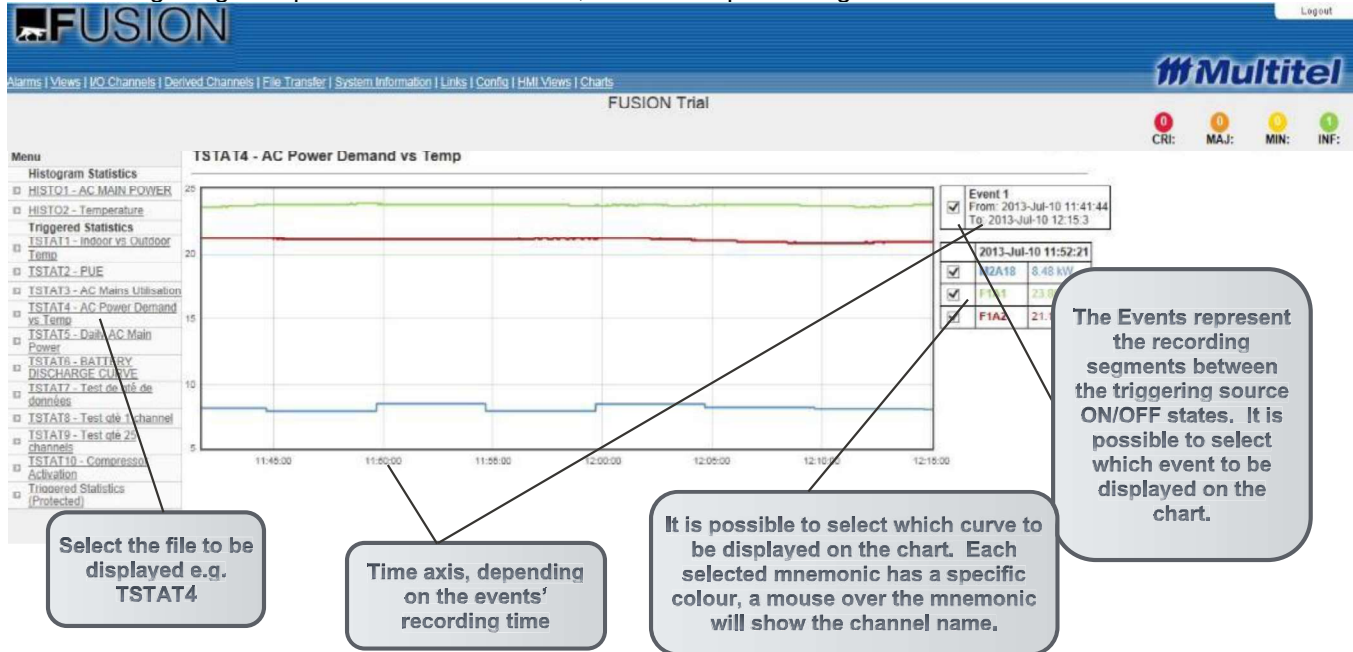 Logout
FUSION
Multitel
Alarms | Views | I/O Channels | Derived Channels | File Transfer | System Information | Links | Config | HMI Views | Charts
FUSION Trial
0 0 0 1
CRI: MAJ: MIN: INF:
Menu
Histogram Statistics
HISTO1 - AC MAIN POWER
HISTO2 - Temperature
Triggered Statistics
TSTAT1 - Indoor vs Outdoor
Temp
TSTAT2 - PUE
TSTAT3 - AC Mains Utilisation
TSTAT4 - AC Power Demand
vs Temp
TSTAT5 - Daily AC Main
Power
TSTAT6 - BATTERY
DISCHARGE CURVE
TSTAT7 - Test de qté de
données
TSTAT8 - Test qté 1 channel
TSTAT9 - Test qté 25
channels
TSTAT10 - Compressor
Activation
Triggered Statistics
(Protected)
TSTAT4 - AC Power Demand vs Temp
25
20
15
10
5
11:45:00 11:50:00 11:55:00 12:00:00 12:05:00 12:10:00 12:15:00
Event 1
From: 2013-Jul-10 11:41:44
To: 2013-Jul-10 12:15:3
2013-Jul-10 11:52:21
M2A18 8.48 kW
F1A1
F1A2
Select the file to be
displayed e.g.
TSTAT4
Time axis, depending
on the events'
recording time
It is possible to select which curve to
be displayed on the chart. Each
selected mnemonic has a specific
colour, a mouse over the mnemonic
will show the channel name.
The Events represent
the recording
segments between
the triggering source
ON/OFF states. It is
possible to select
which event to be
displayed on the
chart.